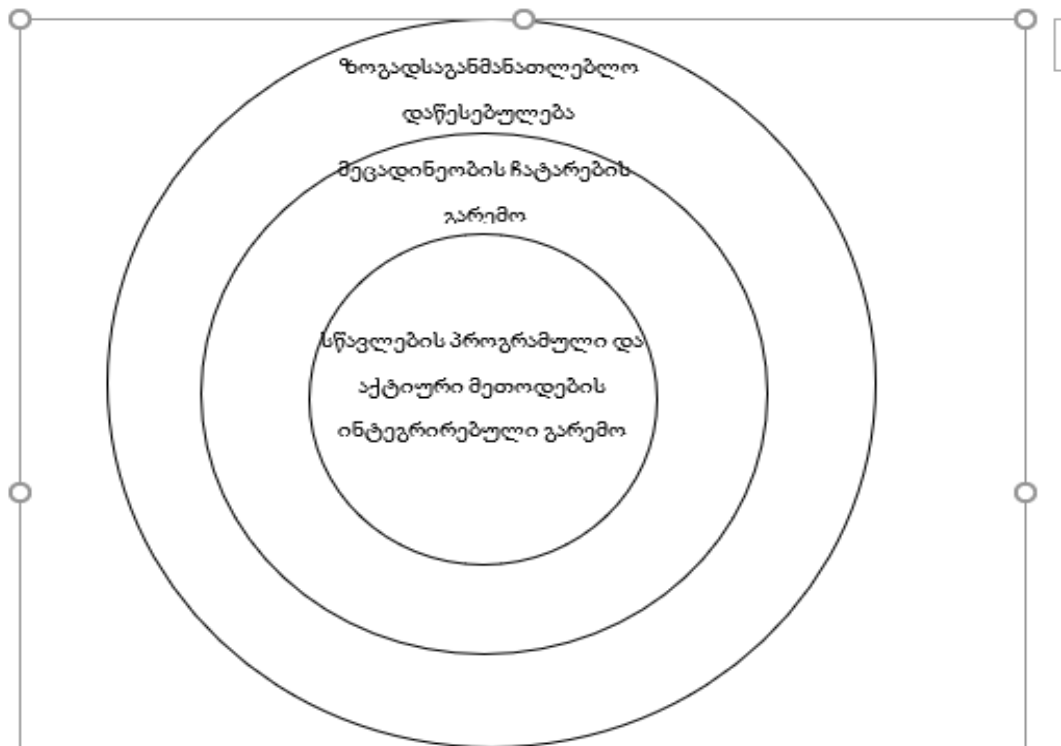 ზოგადსაგანმანათლებლო
დაწესებულება
მეცადინეობის ჩატარების
გარემო
სწავლების პროგრამული და
აქტიური მეთოდების
ინტეგრირებული გარემო